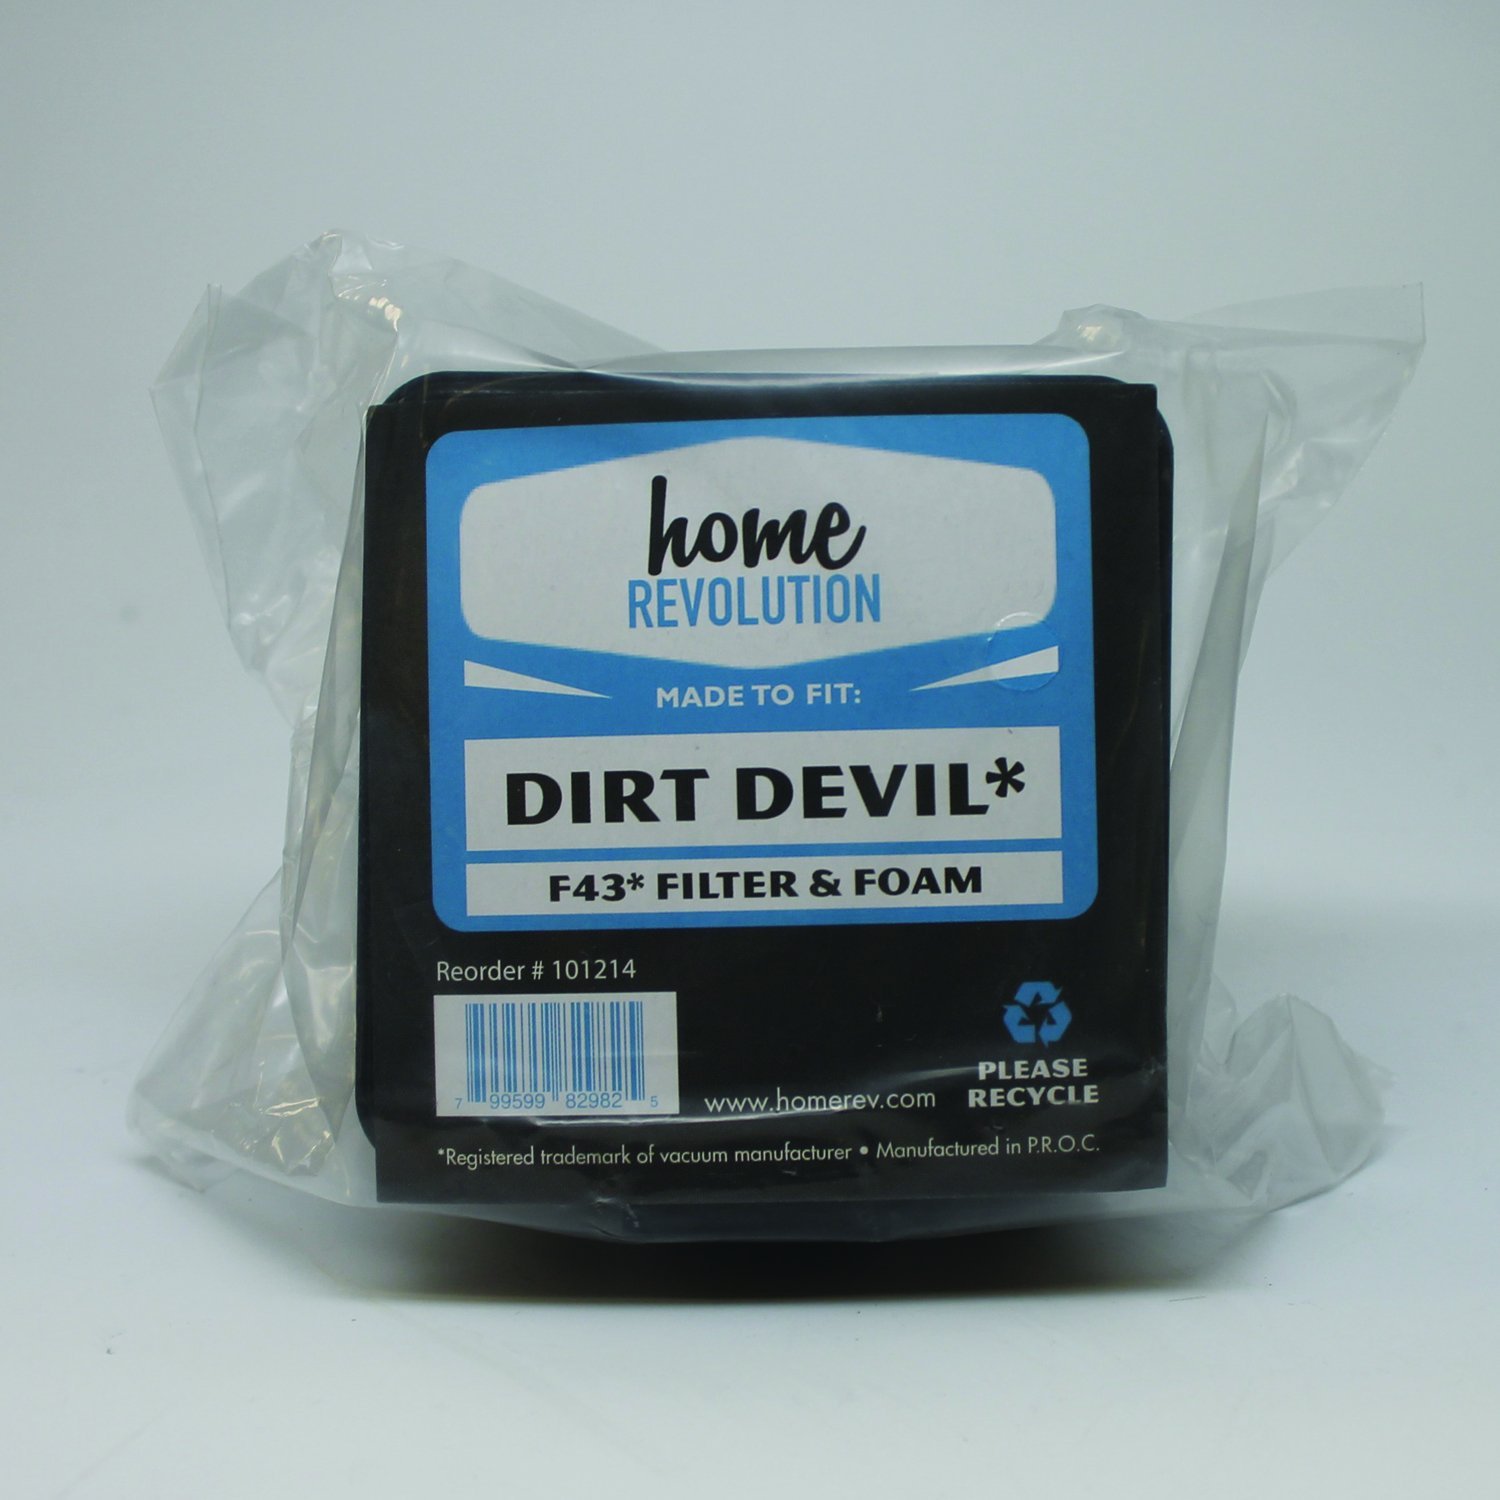 home
REVOLUTION
MADE TO FIT:
DIRT DEVIL*
F43* FILTER & FOAM
Reorder # 101214
7 99599 82982 5
www.homerev.com
PLEASE
RECYCLE
*Registered trademark of vacuum manufacturer • Manufactured in P.R.O.C.